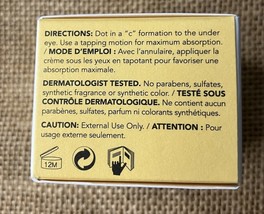 DIRECTIONS: Dot in a "c" formation to the under
eye. Use a tapping motion for maximum absorption.
/ MODE D'EMPLOI : Avec l'annulaire, appliquer la
crème sous les yeux en tapotant pour favoriser une
absorption maximale.
DERMATOLOGIST TESTED. No parabens, sulfates,
synthetic fragrance or synthetic color. / TESTÉ SOUS
CONTRÔLE DERMATOLOGIQUE. Ne contient aucun
parabènes, sulfates, parfum ni colorants synthétiques.
CAUTION: External Use Only. / ATTENTION : Pour
usage externe seulement.
12M